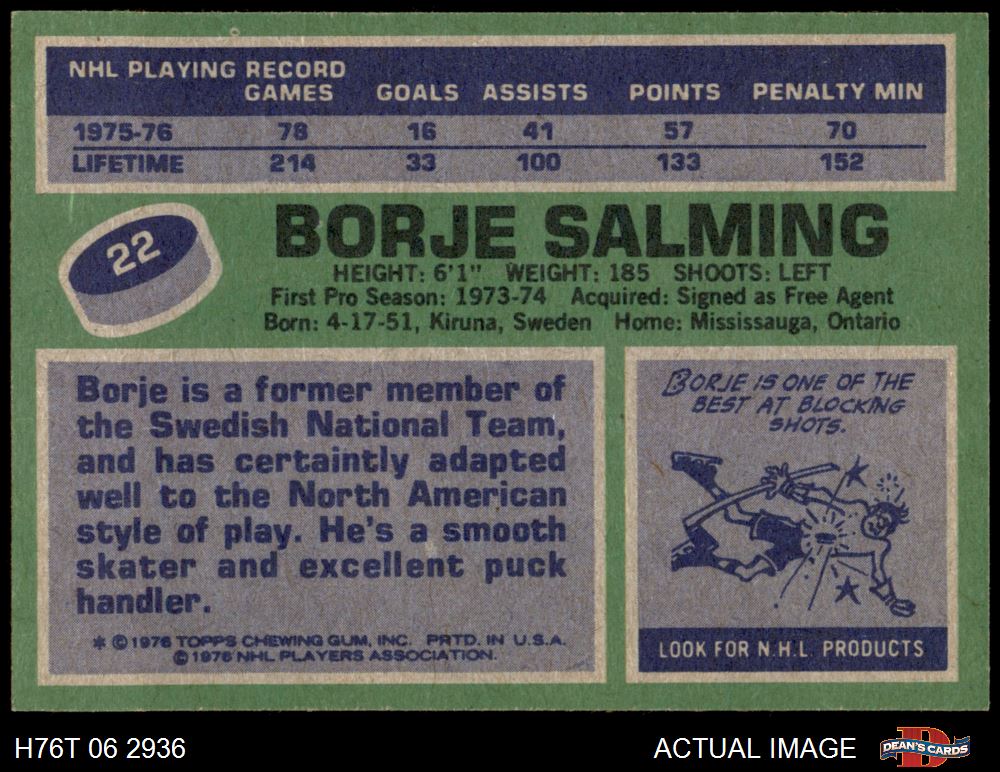 NHL PLAYING RECORD
GAMES GOALS ASSISTS POINTS PENALTY MIN
1975-76 78 16 41 57 70
LIFETIME 214 33 100 133 152
22
BORJE SALMING
HEIGHT: 6'1" WEIGHT: 185 SHOOTS: LEFT
First Pro Season: 1973-74 Acquired: Signed as Free Agent
Born: 4-17-51, Kiruna, Sweden Home: Mississauga, Ontario
Borje is a former member of
the Swedish National Team,
and has certaintly adapted
well to the North American
style of play. He's a smooth
skater and excellent puck
handler.
* © 1976 TOPPS CHEWING GUM, INC. PRTD. IN U.S.A.
© 1976 NHL PLAYERS ASSOCIATION.
BORJE IS ONE OF THE
BEST AT BLOCKING
SHOTS.
LOOK FOR N.H.L. PRODUCTS
H76T 06 2936 ACTUAL IMAGE
D
DEAN'S CARDS